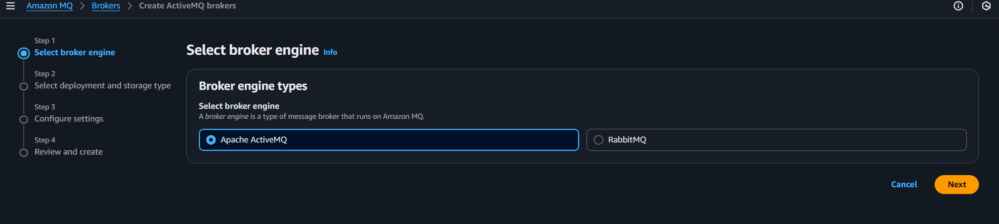 Amazon MQ > Brokers > Create ActiveMQ brokers
Step 1
Select broker engine
Step 2
Select deployment and storage type
Step 3
Configure settings
Step 4
Review and create
Select broker engine Info
Broker engine types
Select broker engine
A broker engine is a type of message broker that runs on Amazon MQ.
Apache ActiveMQ
RabbitMQ
Cancel
Next